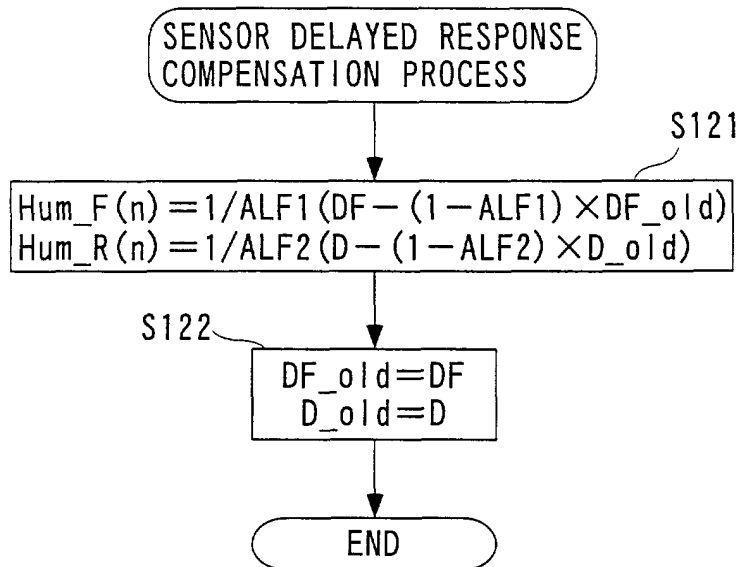 SENSOR DELAYED RESPONSE
COMPENSATION PROCESS
S121
Hum_F(n)=1/ALF1(DF-(1-ALF1)×DF_old)
Hum_R(n)=1/ALF2(D-(1-ALF2)×D_old)
S122
DF_old=DF
D_old=D
END